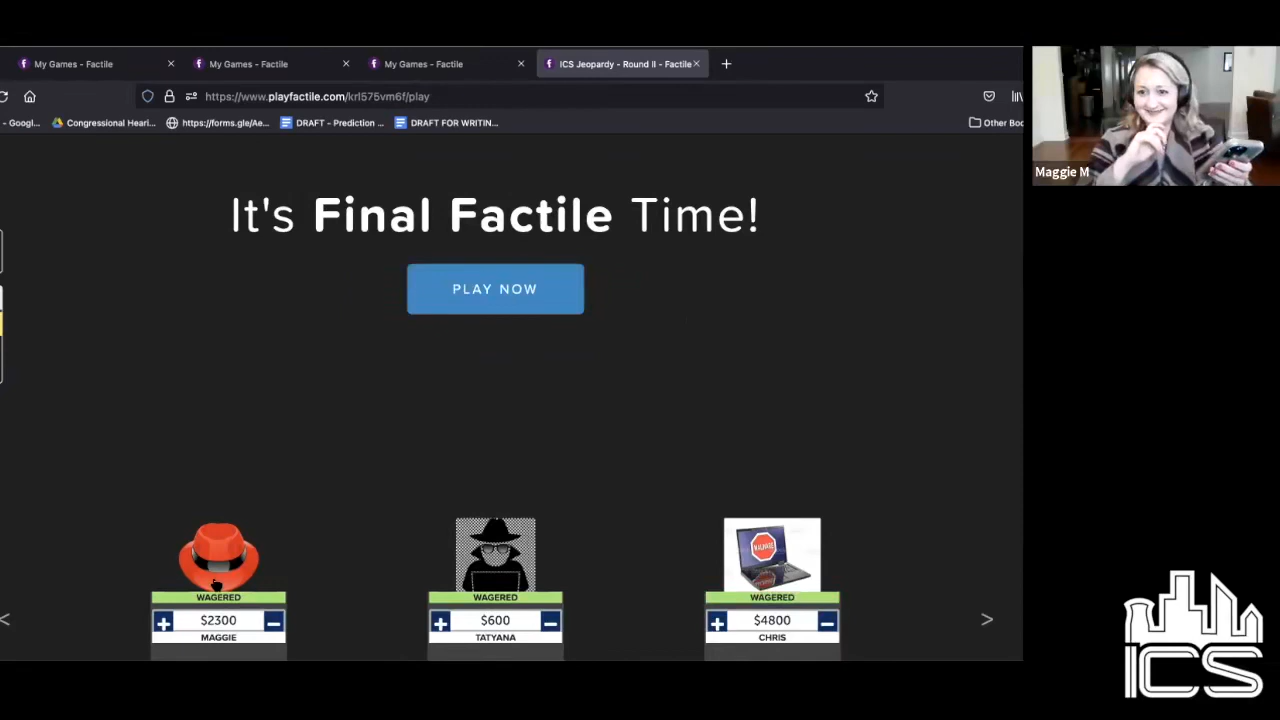 My Games - Factile
My Games - Factile
My Games - Factile
ICS Jeopardy - Round II - Factile
https://www.playfactile.com/krl575vm6f/play
- Googl...
Congressional Heari...
https://forms.gle/Ae...
DRAFT - Prediction ...
DRAFT FOR WRITIN...
Other Boo
Maggie M
It's Final Factile Time!
PLAY NOW
MALWARE
WAGERED
WAGERED
WAGERED
+ $2300 −
+ $600 −
+ $4800 −
MAGGIE
TATYANA
CHRIS
< >
ICS